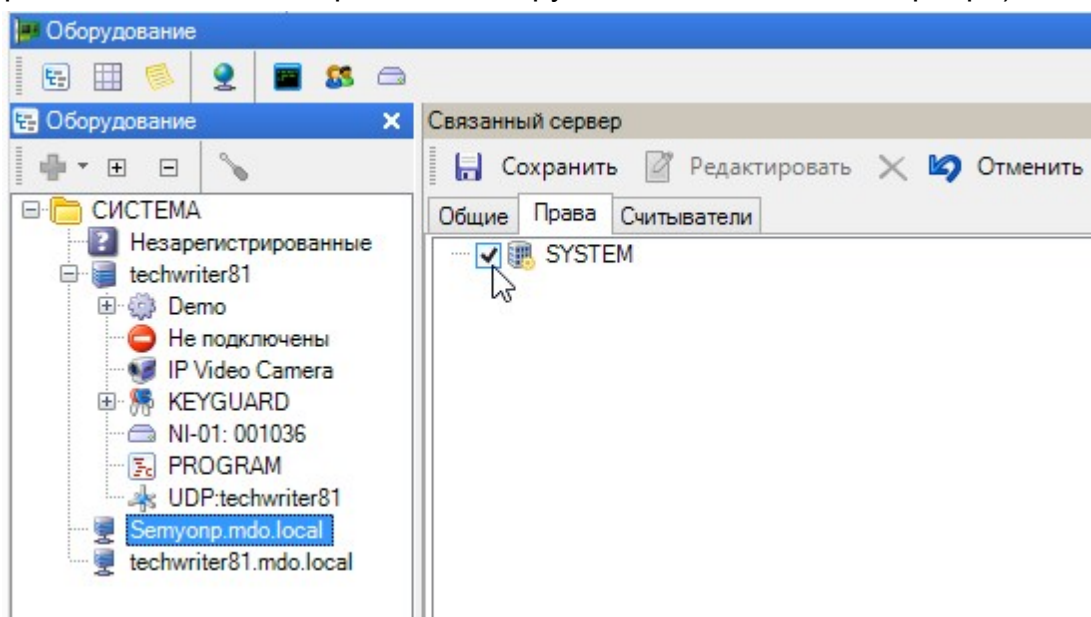 Оборудование
Оборудование
Связанный сервер
Сохранить Редактировать Отменить
Общие Права Считыватели
СИСТЕМА
Незарегистрированные
techwriter81
Demo
Не подключены
IP Video Camera
KEYGUARD
NI-01: 001036
PROGRAM
UDP:techwriter81
Semyonp.mdo.local
techwriter81.mdo.local
SYSTEM